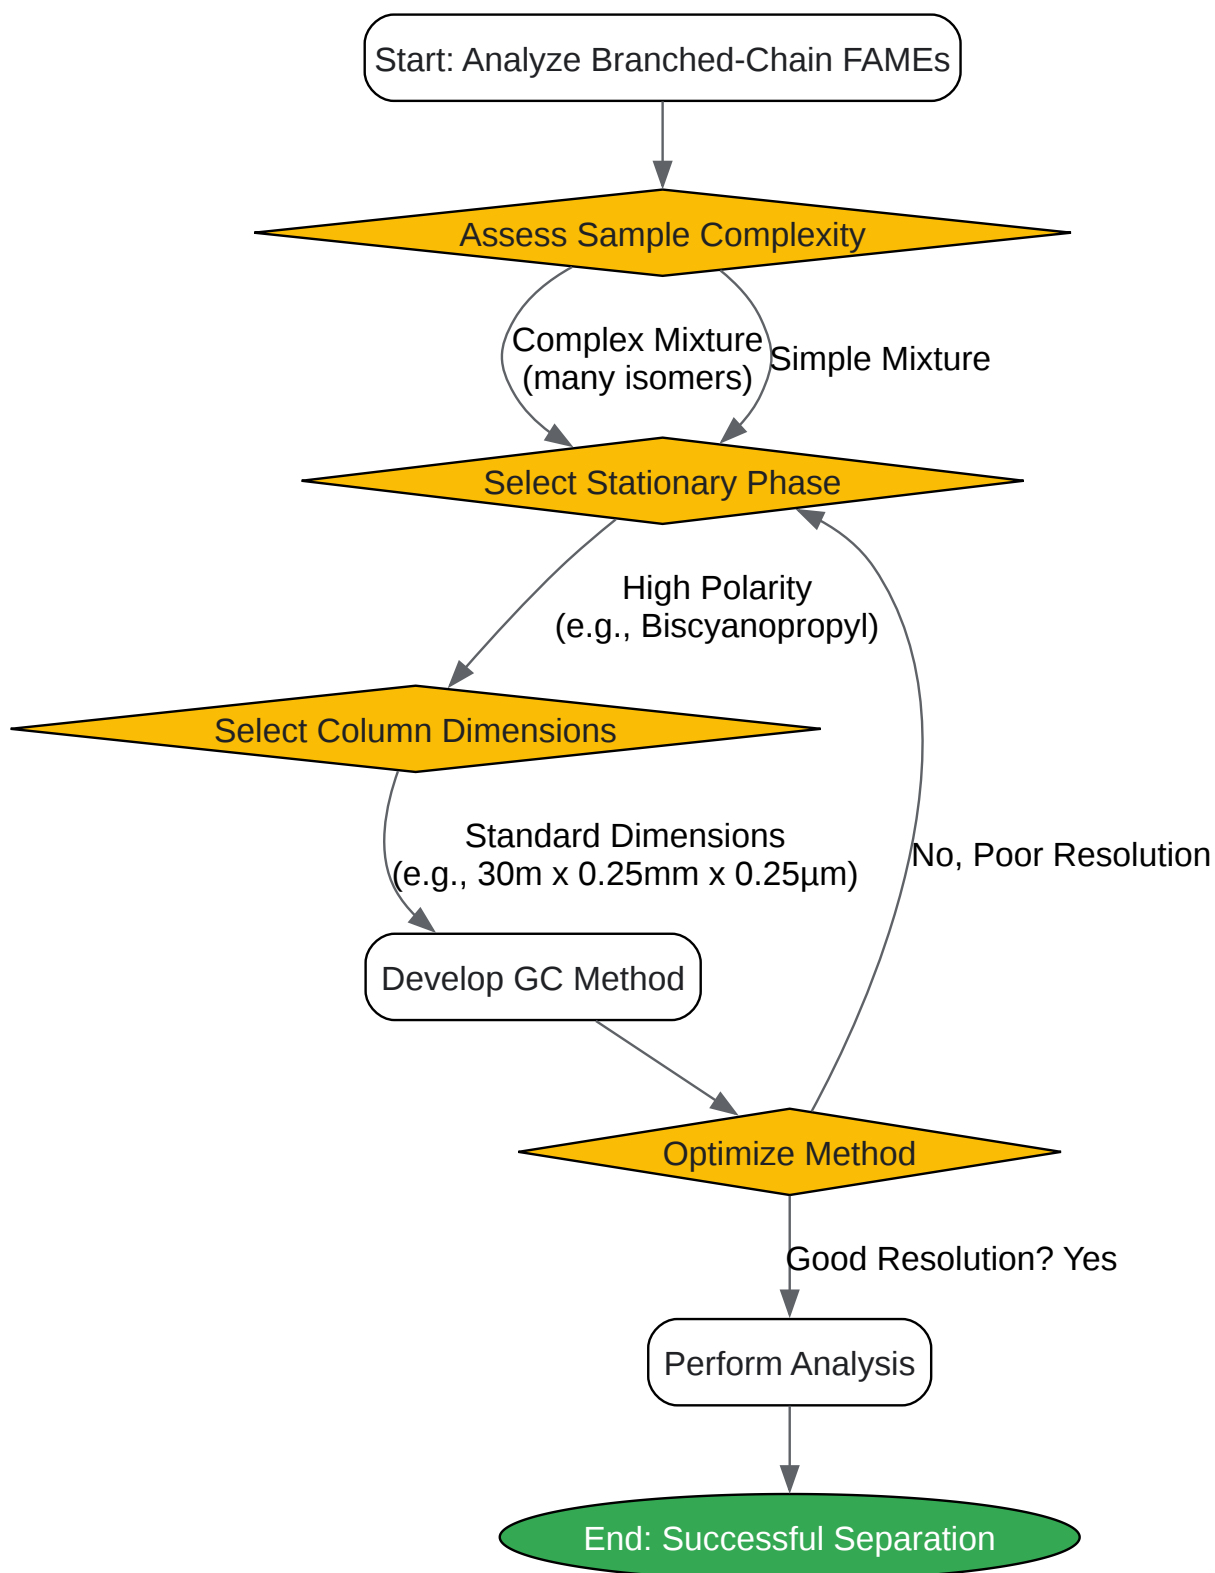 Start: Analyze Branched-Chain FAMEs
Assess Sample Complexity
Complex Mixture
(many isomers)
Simple Mixture
Select Stationary Phase
High Polarity
(e.g., Biscyanopropyl)
Select Column Dimensions
Standard Dimensions
(e.g., 30m x 0.25mm x 0.25µm)
No, Poor Resolution
Develop GC Method
Optimize Method
Good Resolution? Yes
Perform Analysis
End: Successful Separation